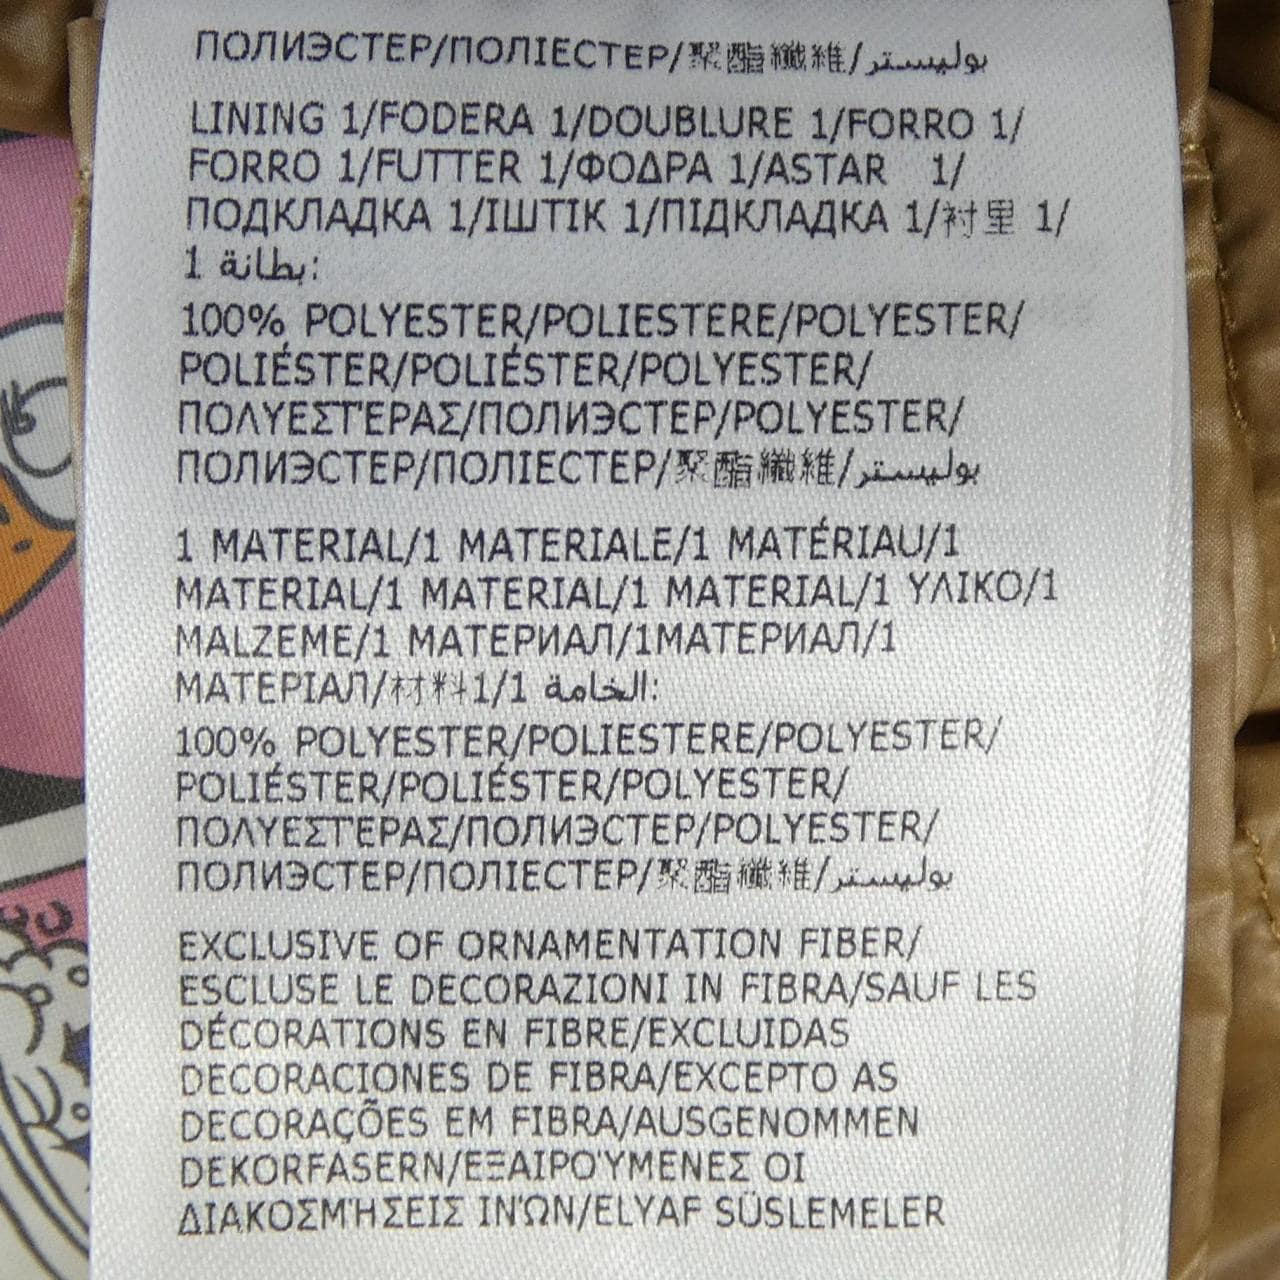 ПОЛИЭСТЕР/ПОЛІЕСТЕР/聚酯纖維/بوليستر
LINING 1/FODERA 1/DOUBLURE 1/FORRO 1/
FORRO 1/FUTTER 1/ΦΟΔΡΑ 1/ASTAR 1/
ПОДКЛАДКА 1/ІШТІК 1/ПІДКЛАДКА 1/衬里 1/
بطانة 1:
100% POLYESTER/POLIESTERE/POLYESTER/
POLIÉSTER/POLIÉSTER/POLYESTER/
ΠΟΛΥΕΣΤΈΡΑΣ/ПОЛИЭСТЕР/POLYESTER/
ПОЛИЭСТЕР/ПОЛІЕСТЕР/聚酯纖維/بوليستر
1 MATERIAL/1 MATERIALE/1 MATÉRIAU/1
MATERIAL/1 MATERIAL/1 MATERIAL/1 ΥΛΙΚΟ/1
MALZEME/1 МАТЕРИАЛ/1МАТЕРИАЛ/1
МАТЕРІАЛ/材料1/1 الخامة:
100% POLYESTER/POLIESTERE/POLYESTER/
POLIÉSTER/POLIÉSTER/POLYESTER/
ΠΟΛΥΕΣΤΈΡΑΣ/ПОЛИЭСТЕР/POLYESTER/
ПОЛИЭСТЕР/ПОЛІЕСТЕР/聚酯纖維/بوليستر
EXCLUSIVE OF ORNAMENTATION FIBER/
ESCLUSE LE DECORAZIONI IN FIBRA/SAUF LES
DÉCORATIONS EN FIBRE/EXCLUIDAS
DECORACIONES DE FIBRA/EXCEPTO AS
DECORAÇÕES EM FIBRA/AUSGENOMMEN
DEKORFASERN/ΕΞΑΙΡΟΎΜΕΝΕΣ ΟΙ
ΔΙΑΚΟΣΜΉΣΕΙΣ ΙΝΏΝ/ELYAF SÜSLEMELER